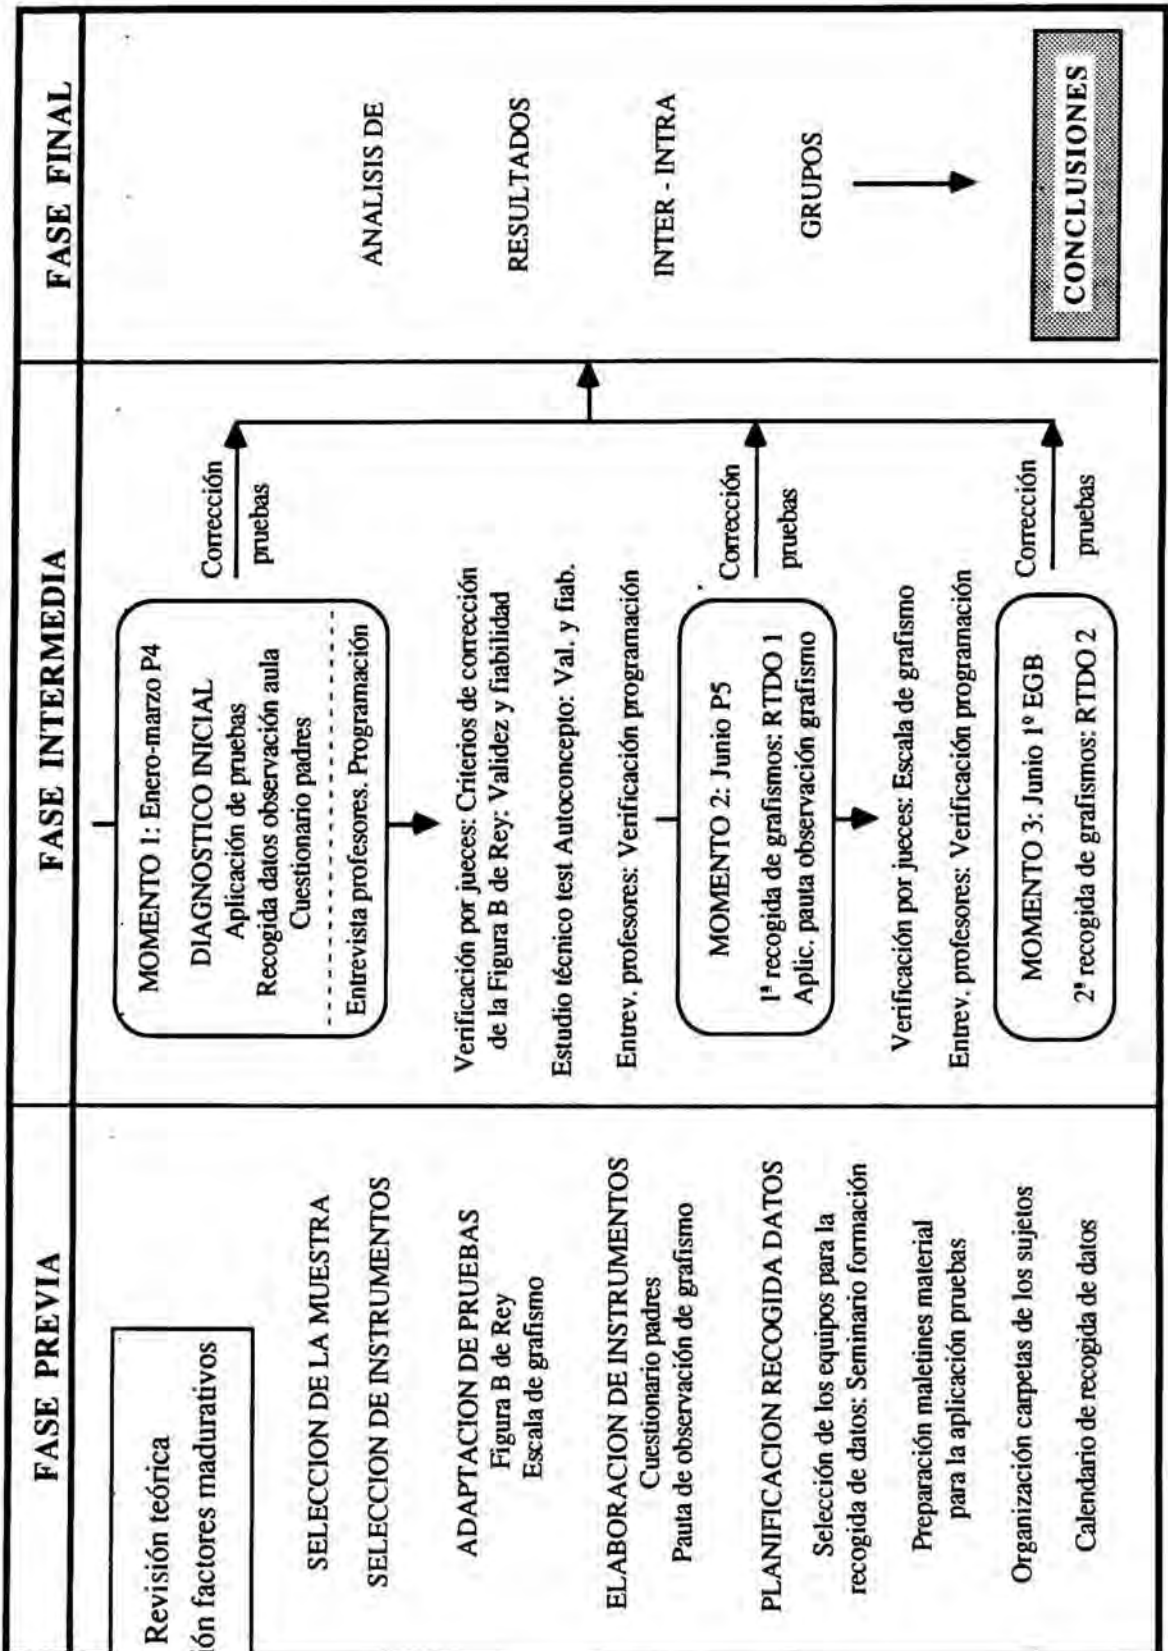 FASE PREVIA
Revisión teórica
ón factores madurativos
SELECCION DE LA MUESTRA
SELECCION DE INSTRUMENTOS
ADAPTACION DE PRUEBAS
Figura B de Rey
Escala de grafismo
ELABORACION DE INSTRUMENTOS
Cuestionario padres
Pauta de observación de grafismo
PLANIFICACION RECOGIDA DATOS
Selección de los equipos para la
recogida de datos: Seminario formación
Preparación maletines material
para la aplicación pruebas
Organización carpetas de los sujetos
Calendario de recogida de datos
FASE INTERMEDIA
MOMENTO 1: Enero-marzo P4
DIAGNOSTICO INICIAL
Aplicación de pruebas
Recogida datos observación aula
Cuestionario padres
Entrevista profesores. Programación
Corrección
pruebas
Verificación por jueces: Criterios de corrección
de la Figura B de Rey: Validez y fiabilidad
Estudio técnico test Autoconcepto: Val. y fiab.
Entrev. profesores: Verificación programación
MOMENTO 2: Junio P5
1ª recogida de grafismos: RTDO 1
Aplic. pauta observación grafismo
Corrección
pruebas
Verificación por jueces: Escala de grafismo
Entrev. profesores: Verificación programación
MOMENTO 3: Junio 1º EGB
2ª recogida de grafismos: RTDO 2
Corrección
pruebas
FASE FINAL
ANALISIS DE
RESULTADOS
INTER - INTRA
GRUPOS
CONCLUSIONES